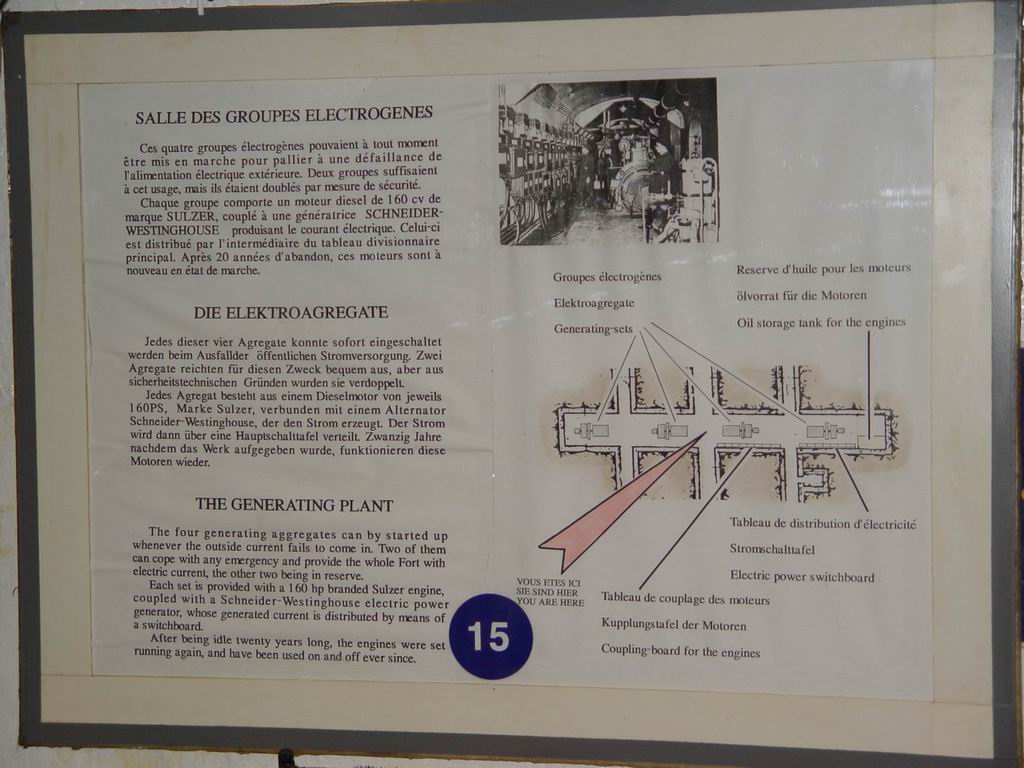 SALLE DES GROUPES ELECTROGENES
Ces quatre groupes électrogènes pouvaient à tout moment
être mis en marche pour pallier à une défaillance de
l'alimentation électrique extérieure. Deux groupes suffisaient
à cet usage, mais ils étaient doublés par mesure de sécurité.
Chaque groupe comporte un moteur diesel de 160 cv de
marque SULZER, couplé à une génératrice SCHNEIDER-
WESTINGHOUSE produisant le courant électrique. Celui-ci
est distribué par l'intermédiaire du tableau divisionnaire
principal. Après 20 années d'abandon, ces moteurs sont à
nouveau en état de marche.
DIE ELEKTROAGREGATE
Jedes dieser vier Agregate konnte sofort eingeschaltet
werden beim Ausfallder öffentlichen Stromversorgung. Zwei
Agregate reichten für diesen Zweck bequem aus, aber aus
sicherheitstechnischen Gründen wurden sie verdoppelt.
Jedes Agregat besteht aus einem Dieselmotor von jeweils
160PS, Marke Sulzer, verbunden mit einem Alternator
Schneider-Westinghouse, der den Strom erzeugt. Der Strom
wird dann über eine Hauptschalttafel verteilt. Zwanzig Jahre
nachdem das Werk aufgegeben wurde, funktionieren diese
Motoren wieder.
THE GENERATING PLANT
The four generating aggregates can by started up
whenever the outside current fails to come in. Two of them
can cope with any emergency and provide the whole Fort with
electric current, the other two being in reserve.
Each set is provided with a 160 hp branded Sulzer engine,
coupled with a Schneider-Westinghouse electric power
generator, whose generated current is distributed by means of
a switchboard.
After being idle twenty years long, the engines were set
running again, and have been used on and off ever since.
15
Groupes électrogènes
Elektroagregate
Generating-sets
Reserve d'huile pour les moteurs
ölvorrat für die Motoren
Oil storage tank for the engines
VOUS ETES ICI
SIE SIND HIER
YOU ARE HERE
Tableau de distribution d'électricité
Stromschalttafel
Electric power switchboard
Tableau de couplage des moteurs
Kupplungstafel der Motoren
Coupling-board for the engines